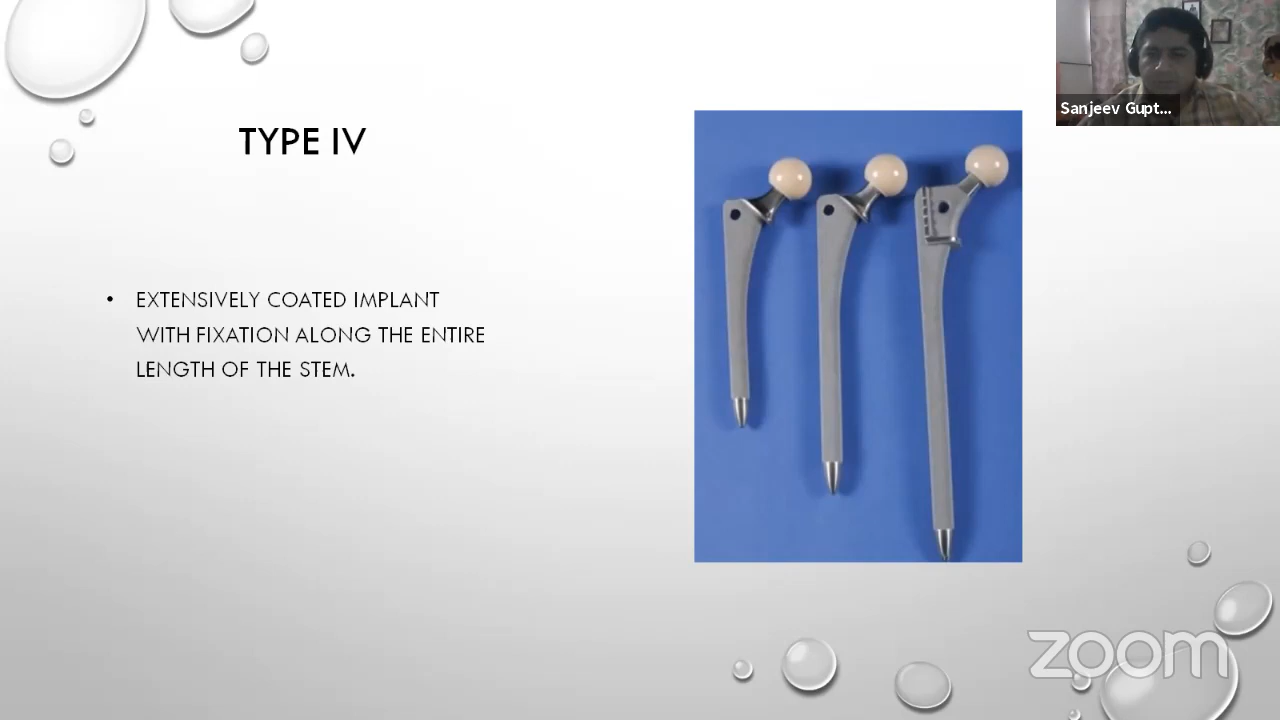 TYPE IV
• EXTENSIVELY COATED IMPLANT
WITH FIXATION ALONG THE ENTIRE
LENGTH OF THE STEM.
Sanjeev Gupt...
zoom